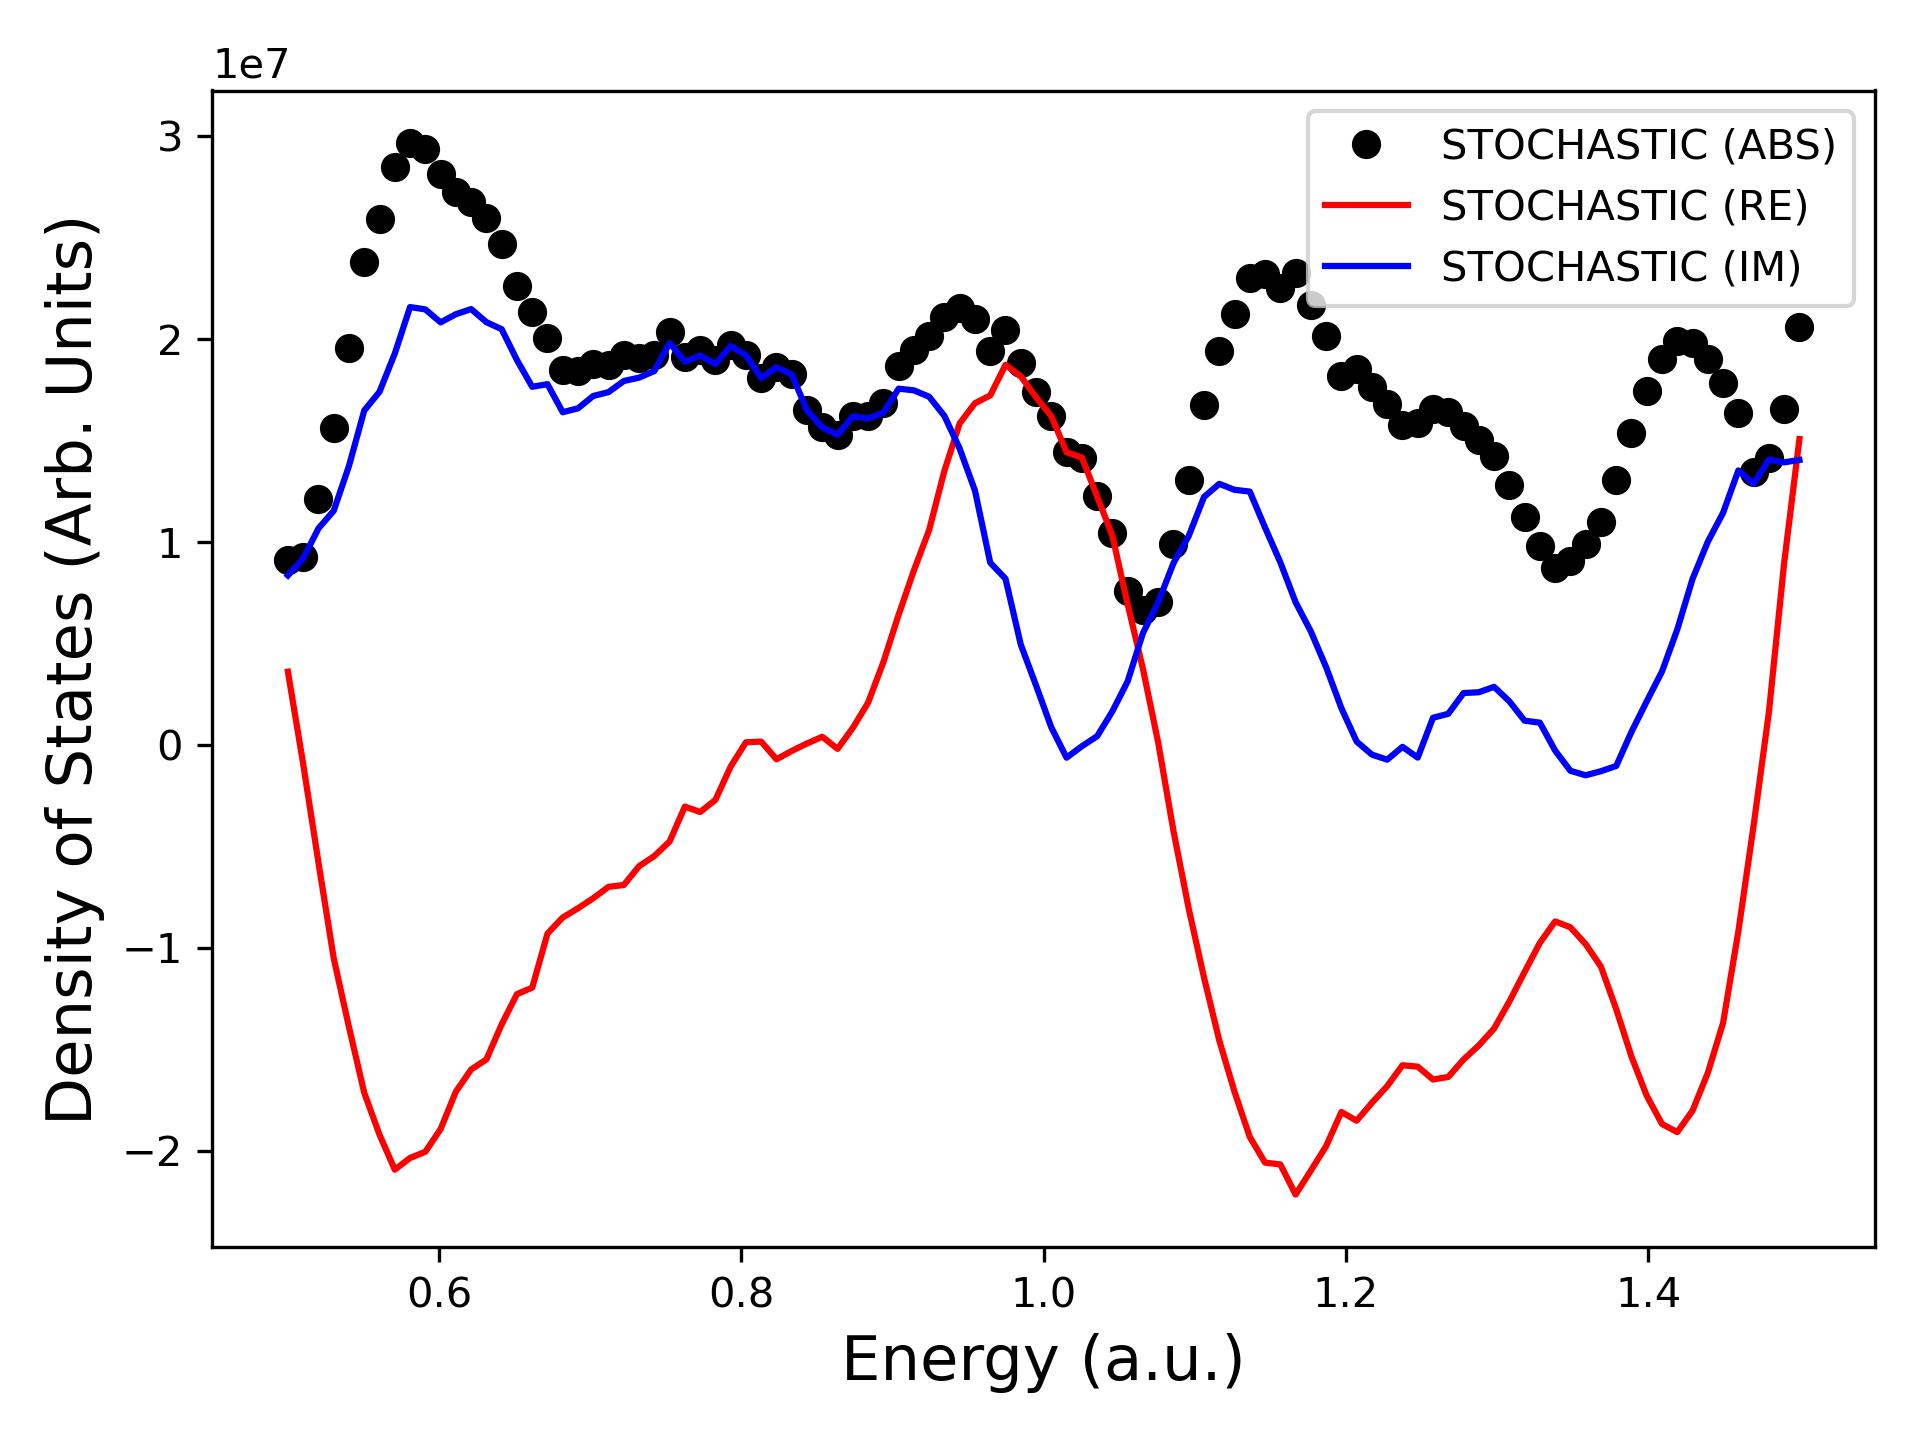 1e7
3
2
1
0
−1
−2
Density of States (Arb. Units)
STOCHASTIC (ABS)
STOCHASTIC (RE)
STOCHASTIC (IM)
0.6 0.8 1.0 1.2 1.4
Energy (a.u.)